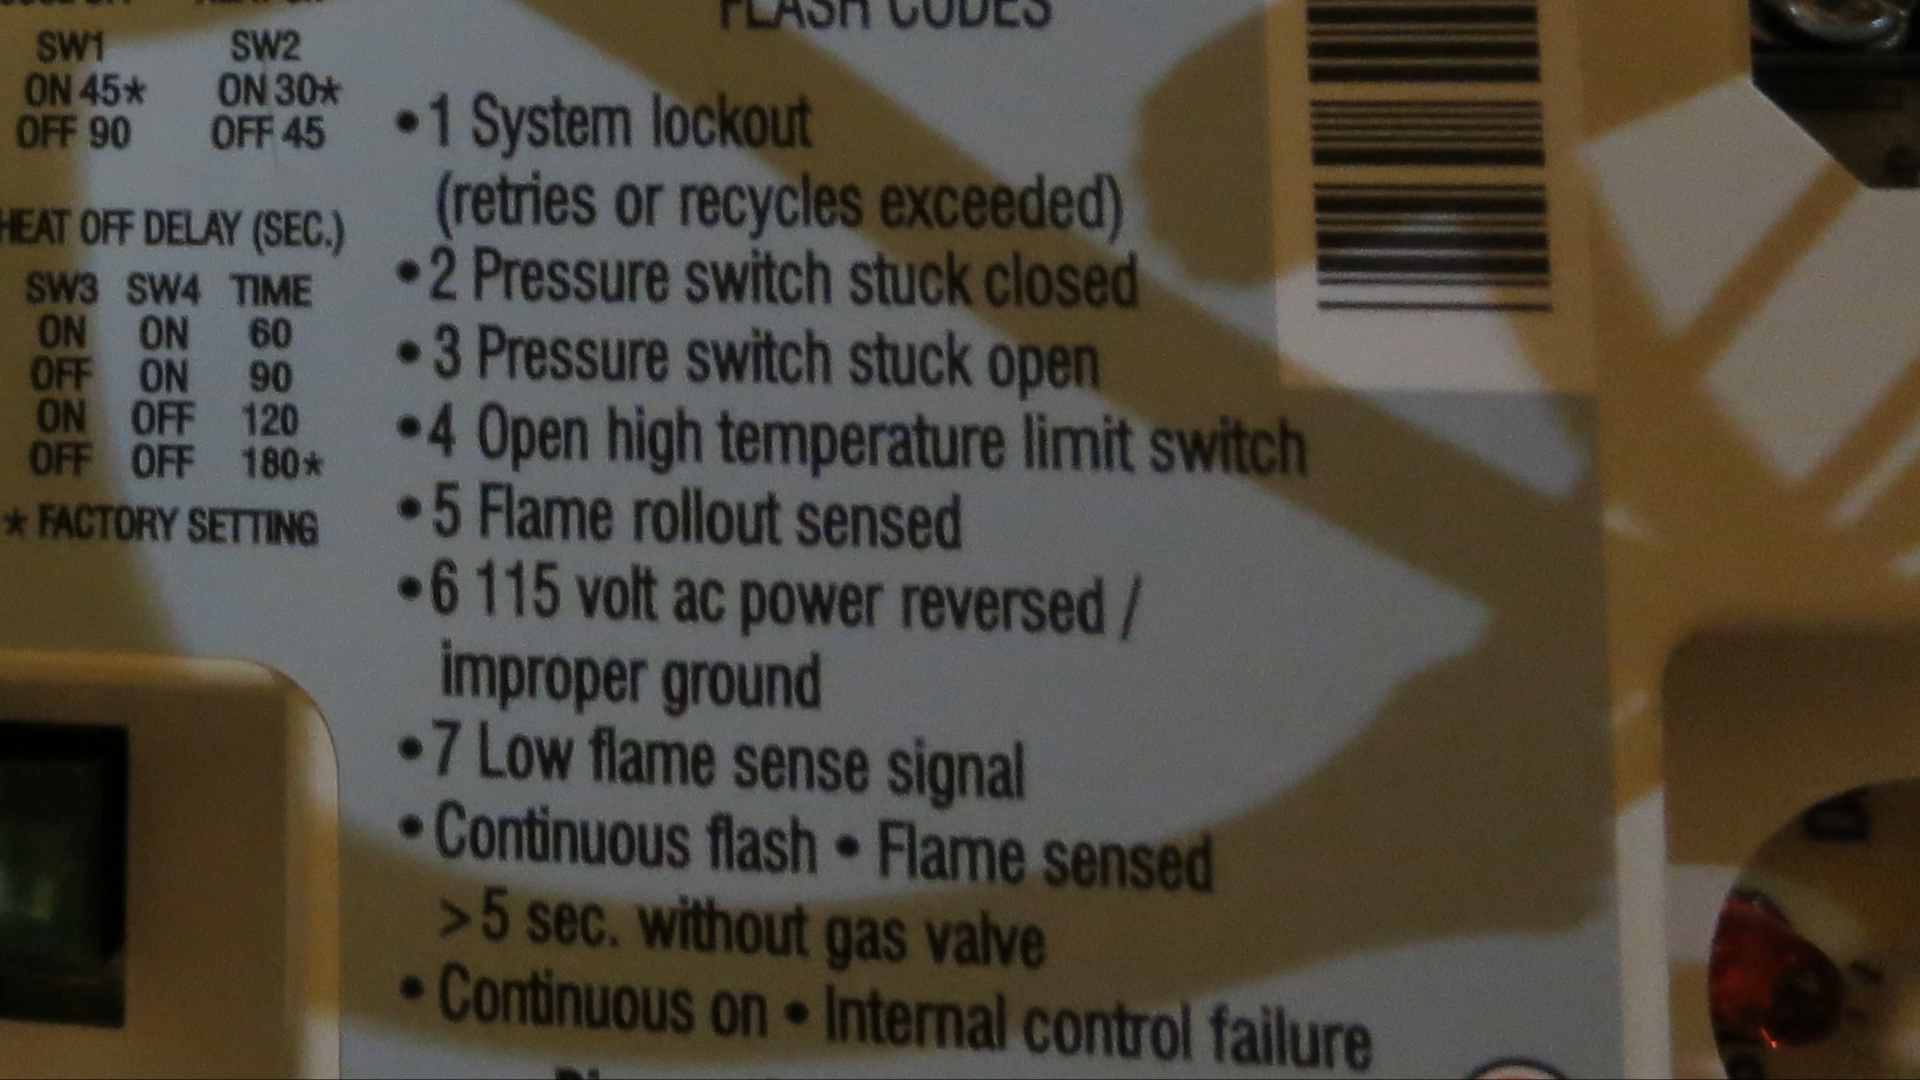 SW1 SW2
ON 45* ON 30*
OFF 90 OFF 45
HEAT OFF DELAY (SEC.)
SW3 SW4 TIME
ON ON 60
OFF ON 90
ON OFF 120
OFF OFF 180*
* FACTORY SETTING
FLASH CODES
• 1 System lockout
(retries or recycles exceeded)
• 2 Pressure switch stuck closed
• 3 Pressure switch stuck open
• 4 Open high temperature limit switch
• 5 Flame rollout sensed
• 6 115 volt ac power reversed /
improper ground
• 7 Low flame sense signal
• Continuous flash • Flame sensed
> 5 sec. without gas valve
• Continuous on • Internal control failure